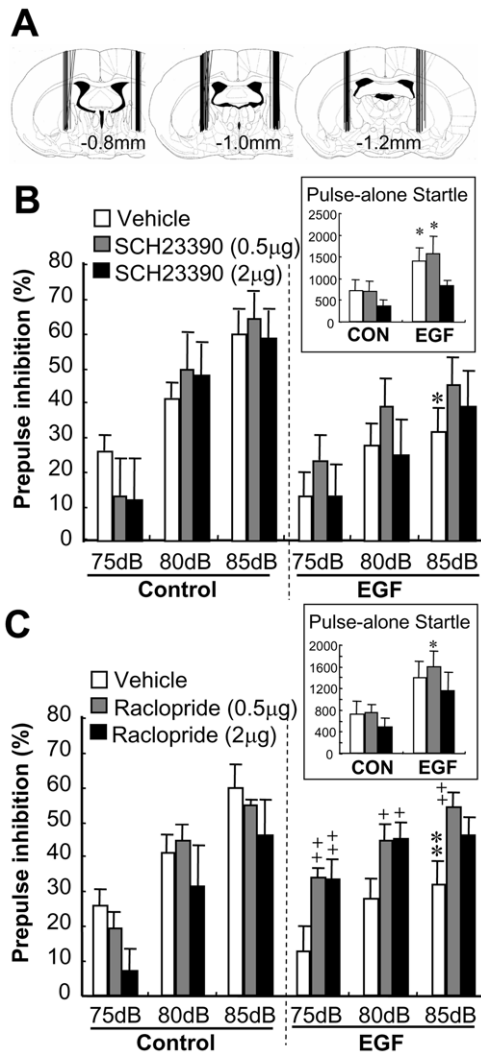 A
-0.8mm
-1.0mm
-1.2mm
B
Vehicle
SCH23390 (0.5μg)
SCH23390 (2μg)
Pulse-alone Startle
2500
2000
1500
1000
500
0
* *
CON EGF
Prepulse inhibition (%)
80
70
60
50
40
30
20
10
0
*
75dB 80dB 85dB 75dB 80dB 85dB
Control EGF
C
Vehicle
Raclopride (0.5μg)
Raclopride (2μg)
Pulse-alone Startle
2000
1600
1200
800
400
0
*
CON EGF
Prepulse inhibition (%)
80
70
60
50
40
30
20
10
0
++ ++ + + ** ++
75dB 80dB 85dB 75dB 80dB 85dB
Control EGF